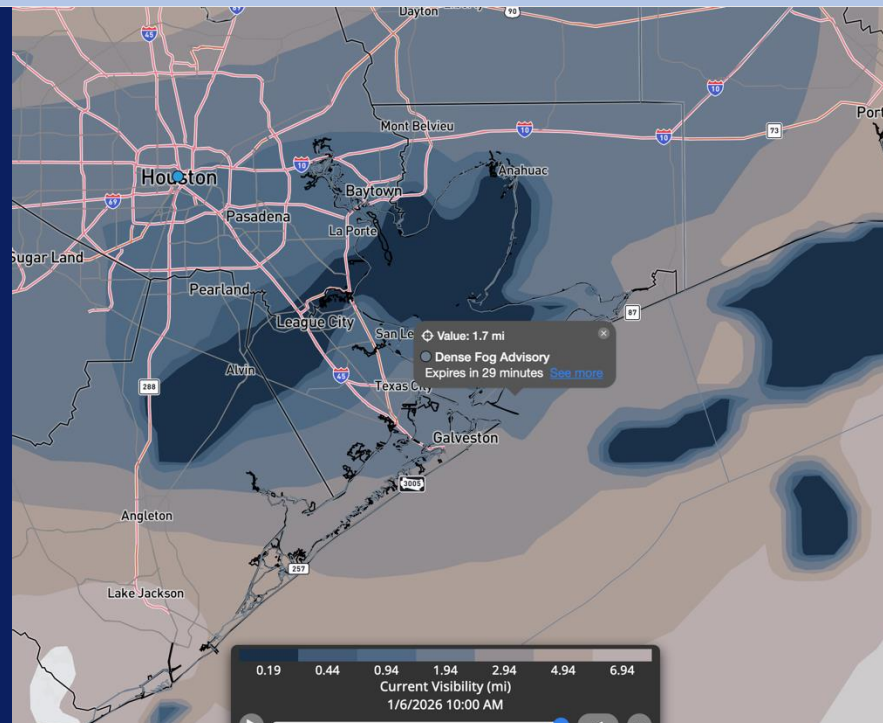 Dayton
90
45
10
Mont Belvieu
10
10
73
Port
Houston
10
Anahuac
Baytown
69
Pasadena
La Porte
Sugar Land
Pearland
League City
87
San Le
Value: 1.7 mi
Dense Fog Advisory
Expires in 29 minutes See more
Alvin
45
288
Texas City
Galveston
3005
Angleton
257
Lake Jackson
0.19 0.44 0.94 1.94 2.94 4.94 6.94
Current Visibility (mi)
1/6/2026 10:00 AM